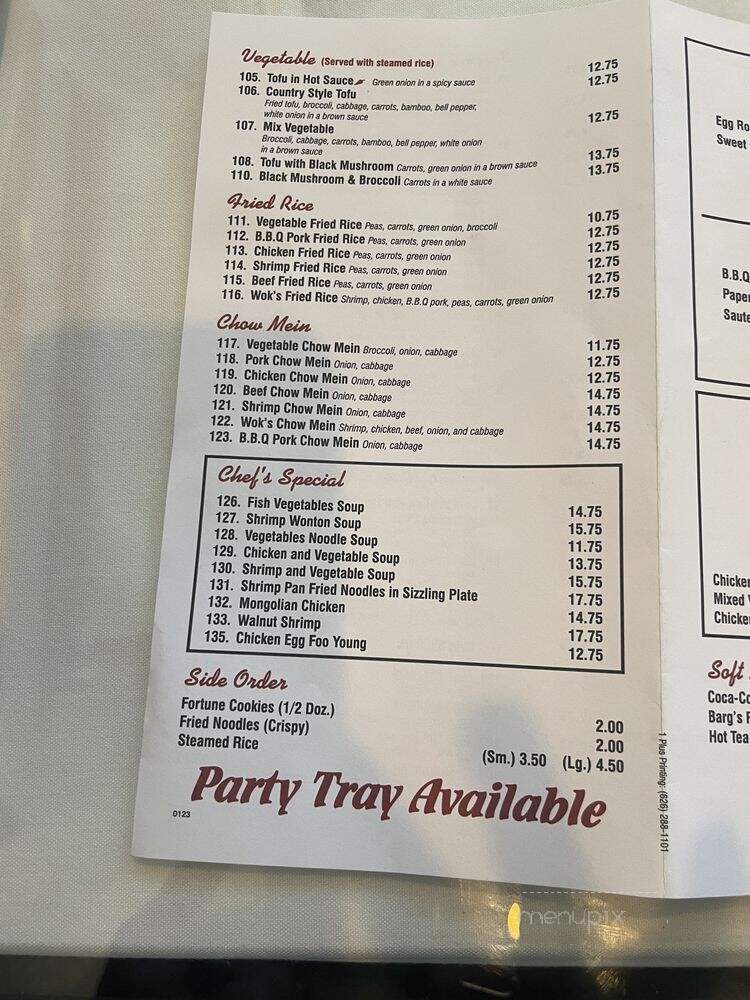 Vegetable (Served with steamed rice)
105. Tofu in Hot Sauce Green onion in a spicy sauce 12.75
106. Country Style Tofu 12.75
Fried tofu, broccoli, cabbage, carrots, bamboo, bell pepper,
white onion in a brown sauce
107. Mix Vegetable 12.75
Broccoli, cabbage, carrots, bamboo, bell pepper, white onion
in a brown sauce
108. Tofu with Black Mushroom Carrots, green onion in a brown sauce 13.75
110. Black Mushroom & Broccoli Carrots in a white sauce 13.75
Fried Rice
111. Vegetable Fried Rice Peas, carrots, green onion, broccoli 10.75
112. B.B.Q Pork Fried Rice Peas, carrots, green onion 12.75
113. Chicken Fried Rice Peas, carrots, green onion 12.75
114. Shrimp Fried Rice Peas, carrots, green onion 12.75
115. Beef Fried Rice Peas, carrots, green onion 12.75
116. Wok's Fried Rice Shrimp, chicken, B.B.Q pork, peas, carrots, green onion 12.75
Chow Mein
117. Vegetable Chow Mein Broccoli, onion, cabbage 11.75
118. Pork Chow Mein Onion, cabbage 12.75
119. Chicken Chow Mein Onion, cabbage 12.75
120. Beef Chow Mein Onion, cabbage 14.75
121. Shrimp Chow Mein Onion, cabbage 14.75
122. Wok's Chow Mein Shrimp, chicken, beef, onion, and cabbage 14.75
123. B.B.Q Pork Chow Mein Onion, cabbage 14.75
Chef's Special
126. Fish Vegetables Soup 14.75
127. Shrimp Wonton Soup 15.75
128. Vegetables Noodle Soup 11.75
129. Chicken and Vegetable Soup 13.75
130. Shrimp and Vegetable Soup 15.75
131. Shrimp Pan Fried Noodles in Sizzling Plate 17.75
132. Mongolian Chicken 14.75
133. Walnut Shrimp 17.75
135. Chicken Egg Foo Young 12.75
Side Order
Fortune Cookies (1/2 Doz.) 2.00
Fried Noodles (Crispy) 2.00
Steamed Rice (Sm.) 3.50 (Lg.) 4.50
Party Tray Available
0123
1 Plus Printing: (626) 288-1101
Egg Ro
Sweet
B.B.Q
Paper
Saute
Chicken
Mixed
Chicke
Soft
Coca-Co
Barg's
Hot Tea
menupix